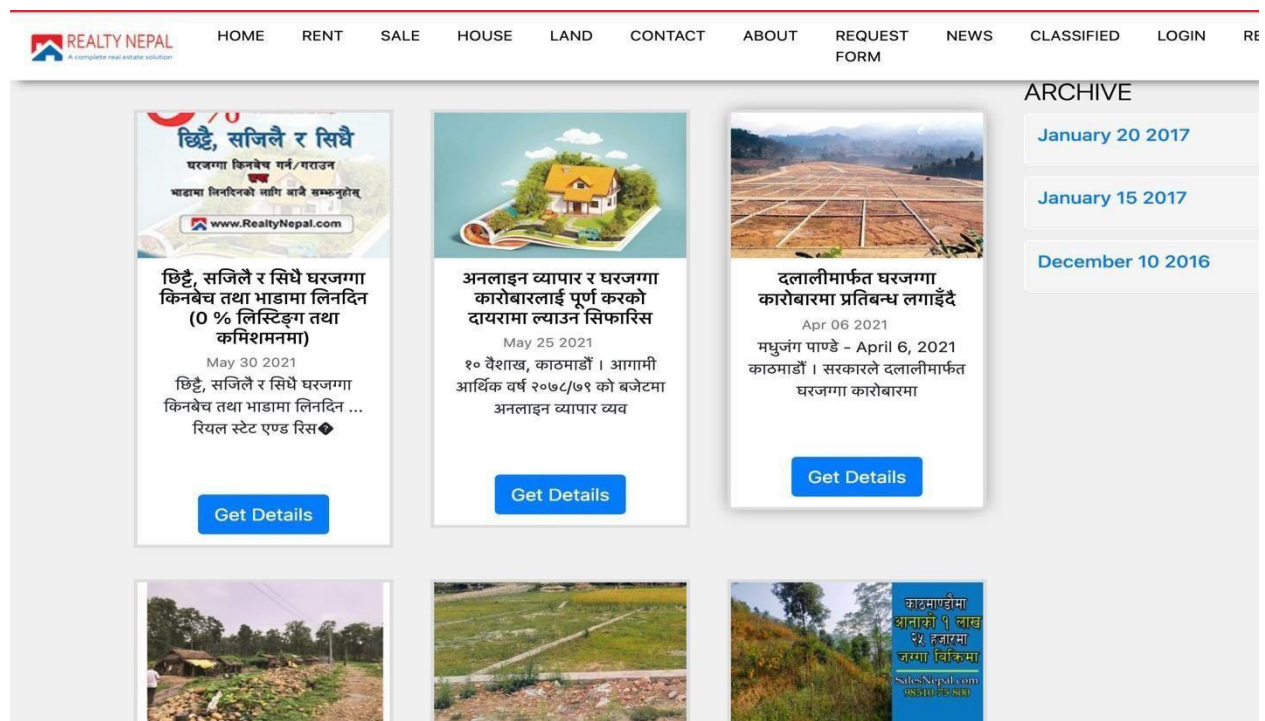 REALTY NEPAL
A complete real estate solution
HOME RENT SALE HOUSE LAND CONTACT ABOUT REQUEST FORM NEWS CLASSIFIED LOGIN RE
छिट्टै, सजिलै र सिधै
घरजग्गा किनबेच गर्न/गराउन
भाडामा लिनदिनको लागि आजै सम्झनुहोस्
www.RealtyNepal.com
छिट्टै, सजिलै र सिधै घरजग्गा
किनबेच तथा भाडामा लिनदिन
(0 % लिस्टिङ्ग तथा
कमिशमनमा)
May 30 2021
छिट्टै, सजिलै र सिधै घरजग्गा
किनबेच तथा भाडामा लिनदिन ...
रियल स्टेट एण्ड रिस�
Get Details
अनलाइन व्यापार र घरजग्गा
कारोबारलाई पूर्ण करको
दायरामा ल्याउन सिफारिस
May 25 2021
१० वैशाख, काठमाडौं । आगामी
आर्थिक वर्ष २०७८/७९ को बजेटमा
अनलाइन व्यापार व्यव
Get Details
दलालीमार्फत घरजग्गा
कारोबारमा प्रतिबन्ध लगाइँदै
Apr 06 2021
मधुजंग पाण्डे - April 6, 2021
काठमाडौं । सरकारले दलालीमार्फत
घरजग्गा कारोबारमा
Get Details
ARCHIVE
January 20 2017
January 15 2017
December 10 2016
काठमाण्डौमा
आनाको १ लाख
२५ हजारमा
जग्गा बिक्रिमा
SalesNepal.com
98510-75 800